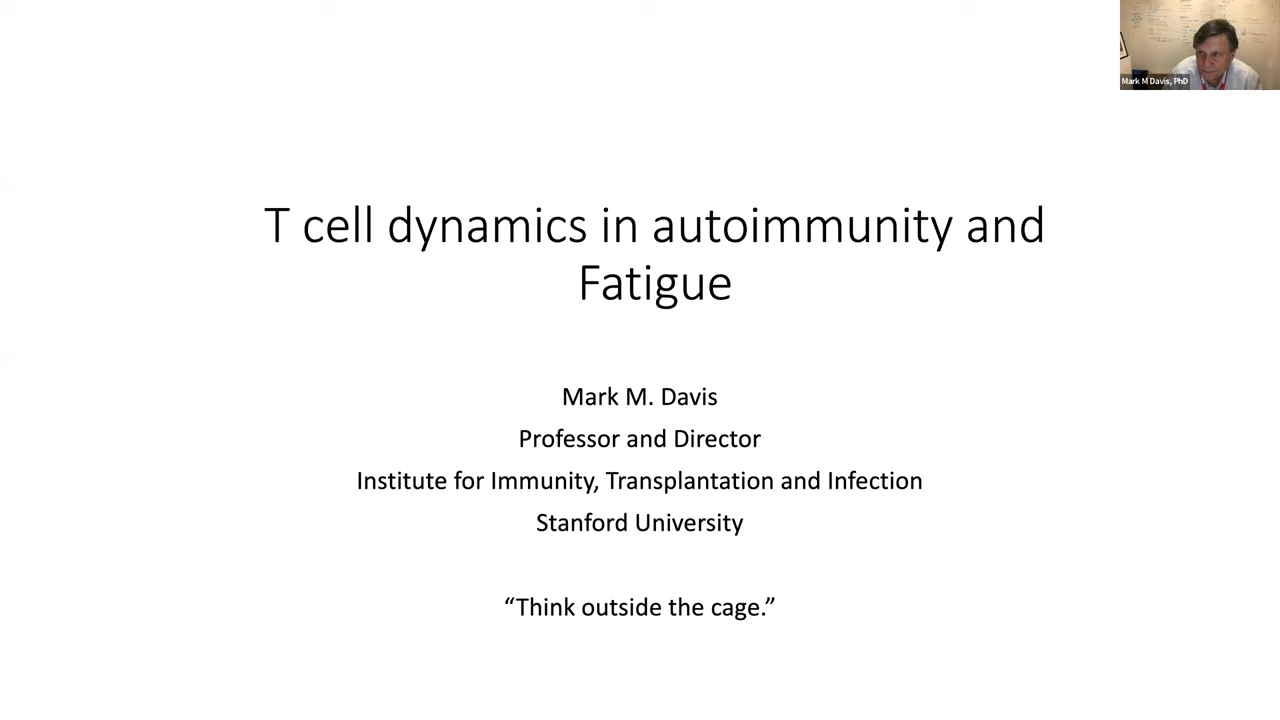 Mark M Davis, PhD
T cell dynamics in autoimmunity and
Fatigue
Mark M. Davis
Professor and Director
Institute for Immunity, Transplantation and Infection
Stanford University
“Think outside the cage.”